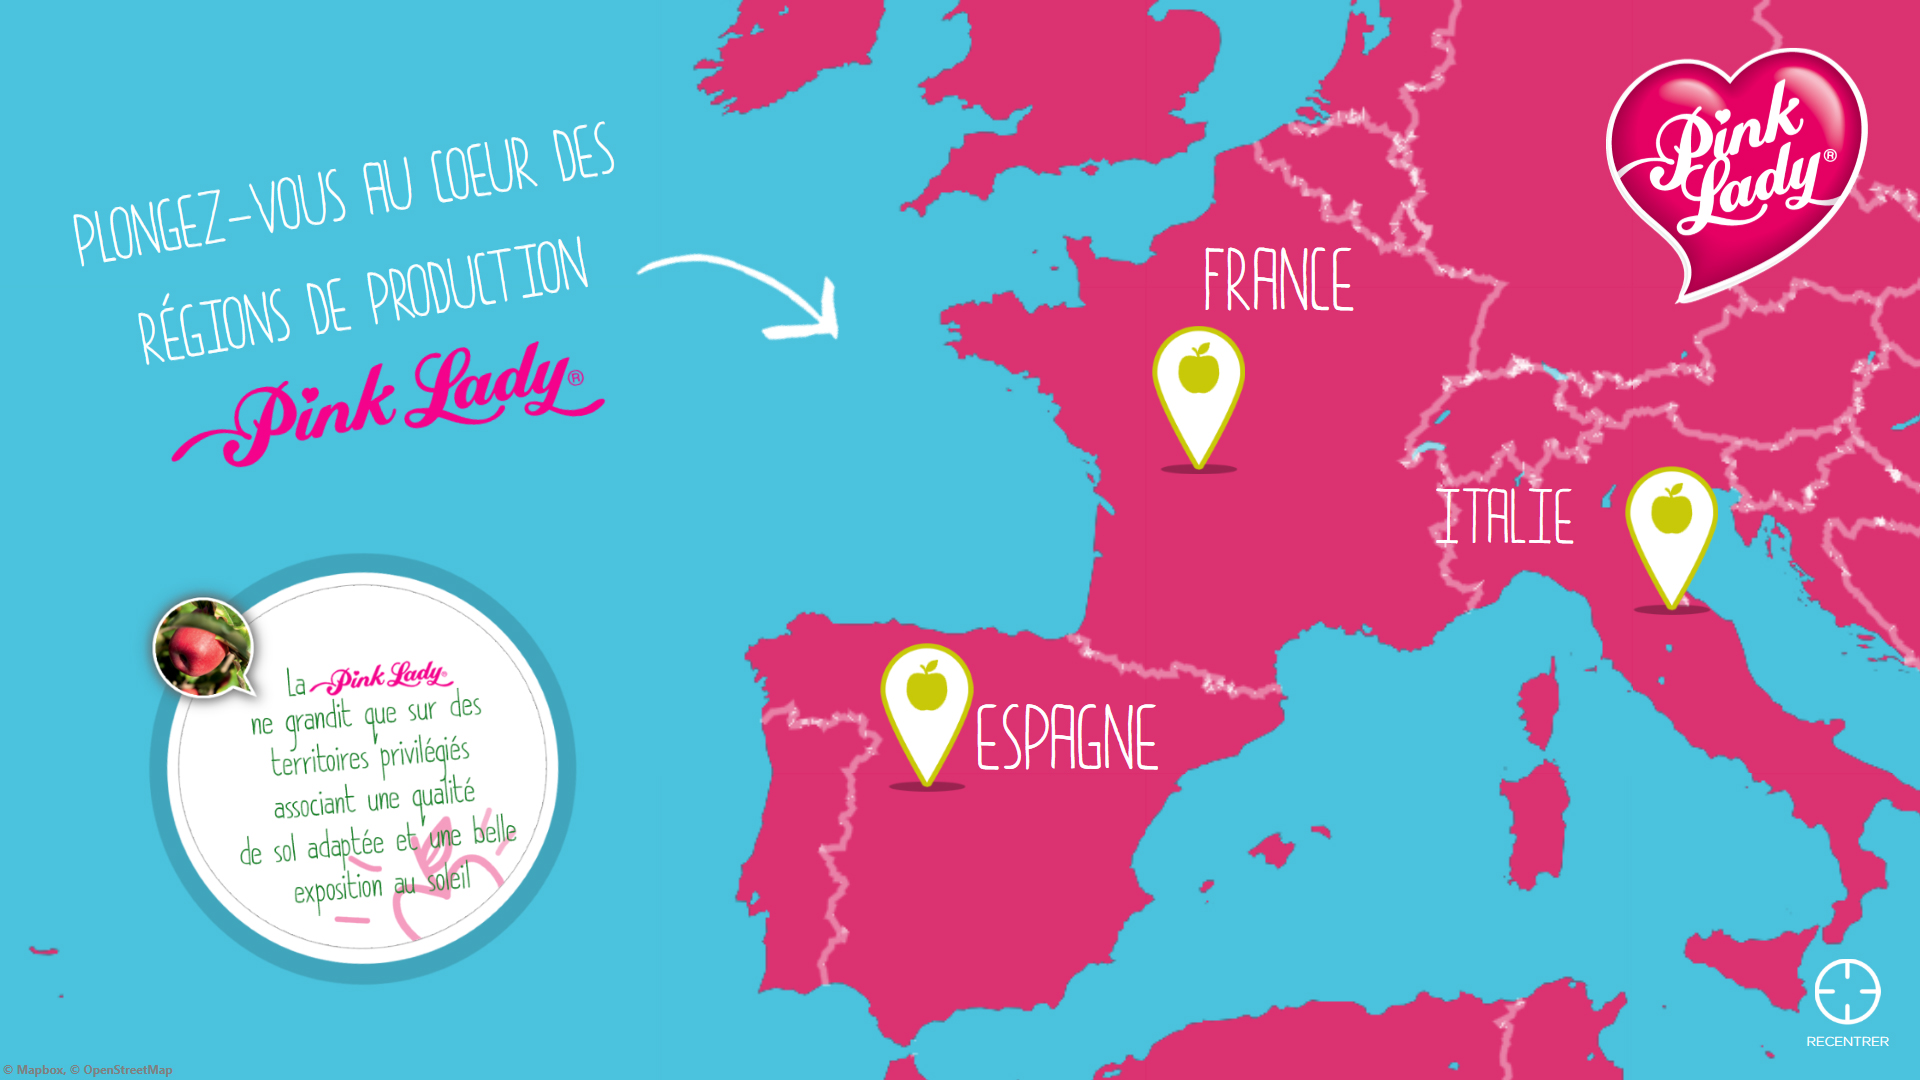 PLONGEZ-VOUS AU COEUR DES
RÉGIONS DE PRODUCTION
Pink Lady®
Pink
Lady®
FRANCE
ITALIE
ESPAGNE
La Pink Lady®
ne grandit que sur des
territoires privilégiés
associant une qualité
de sol adaptée et une belle
exposition au soleil
RECENTRER
© Mapbox, © OpenStreetMap